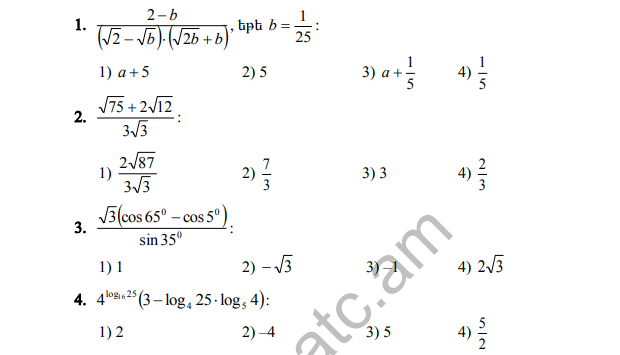 1. \frac{2-b}{(\sqrt{2}-\sqrt{b})\cdot(\sqrt{2b}+b)}, եթե b=\frac{1}{25}:
1) a+5 2) 5 3) a+\frac{1}{5} 4) \frac{1}{5}
2. \frac{\sqrt{75}+2\sqrt{12}}{3\sqrt{3}}:
1) \frac{2\sqrt{87}}{3\sqrt{3}} 2) \frac{7}{3} 3) 3 4) \frac{2}{3}
3. \frac{\sqrt{3}(\cos 65^0-\cos 5^0)}{\sin 35^0}:
1) 1 2) -\sqrt{3} 3) -1 4) 2\sqrt{3}
4. 4^{\log_{16} 25}(3-\log_4 25\cdot\log_5 4):
1) 2 2) -4 3) 5 4) \frac{5}{2}
atc.am